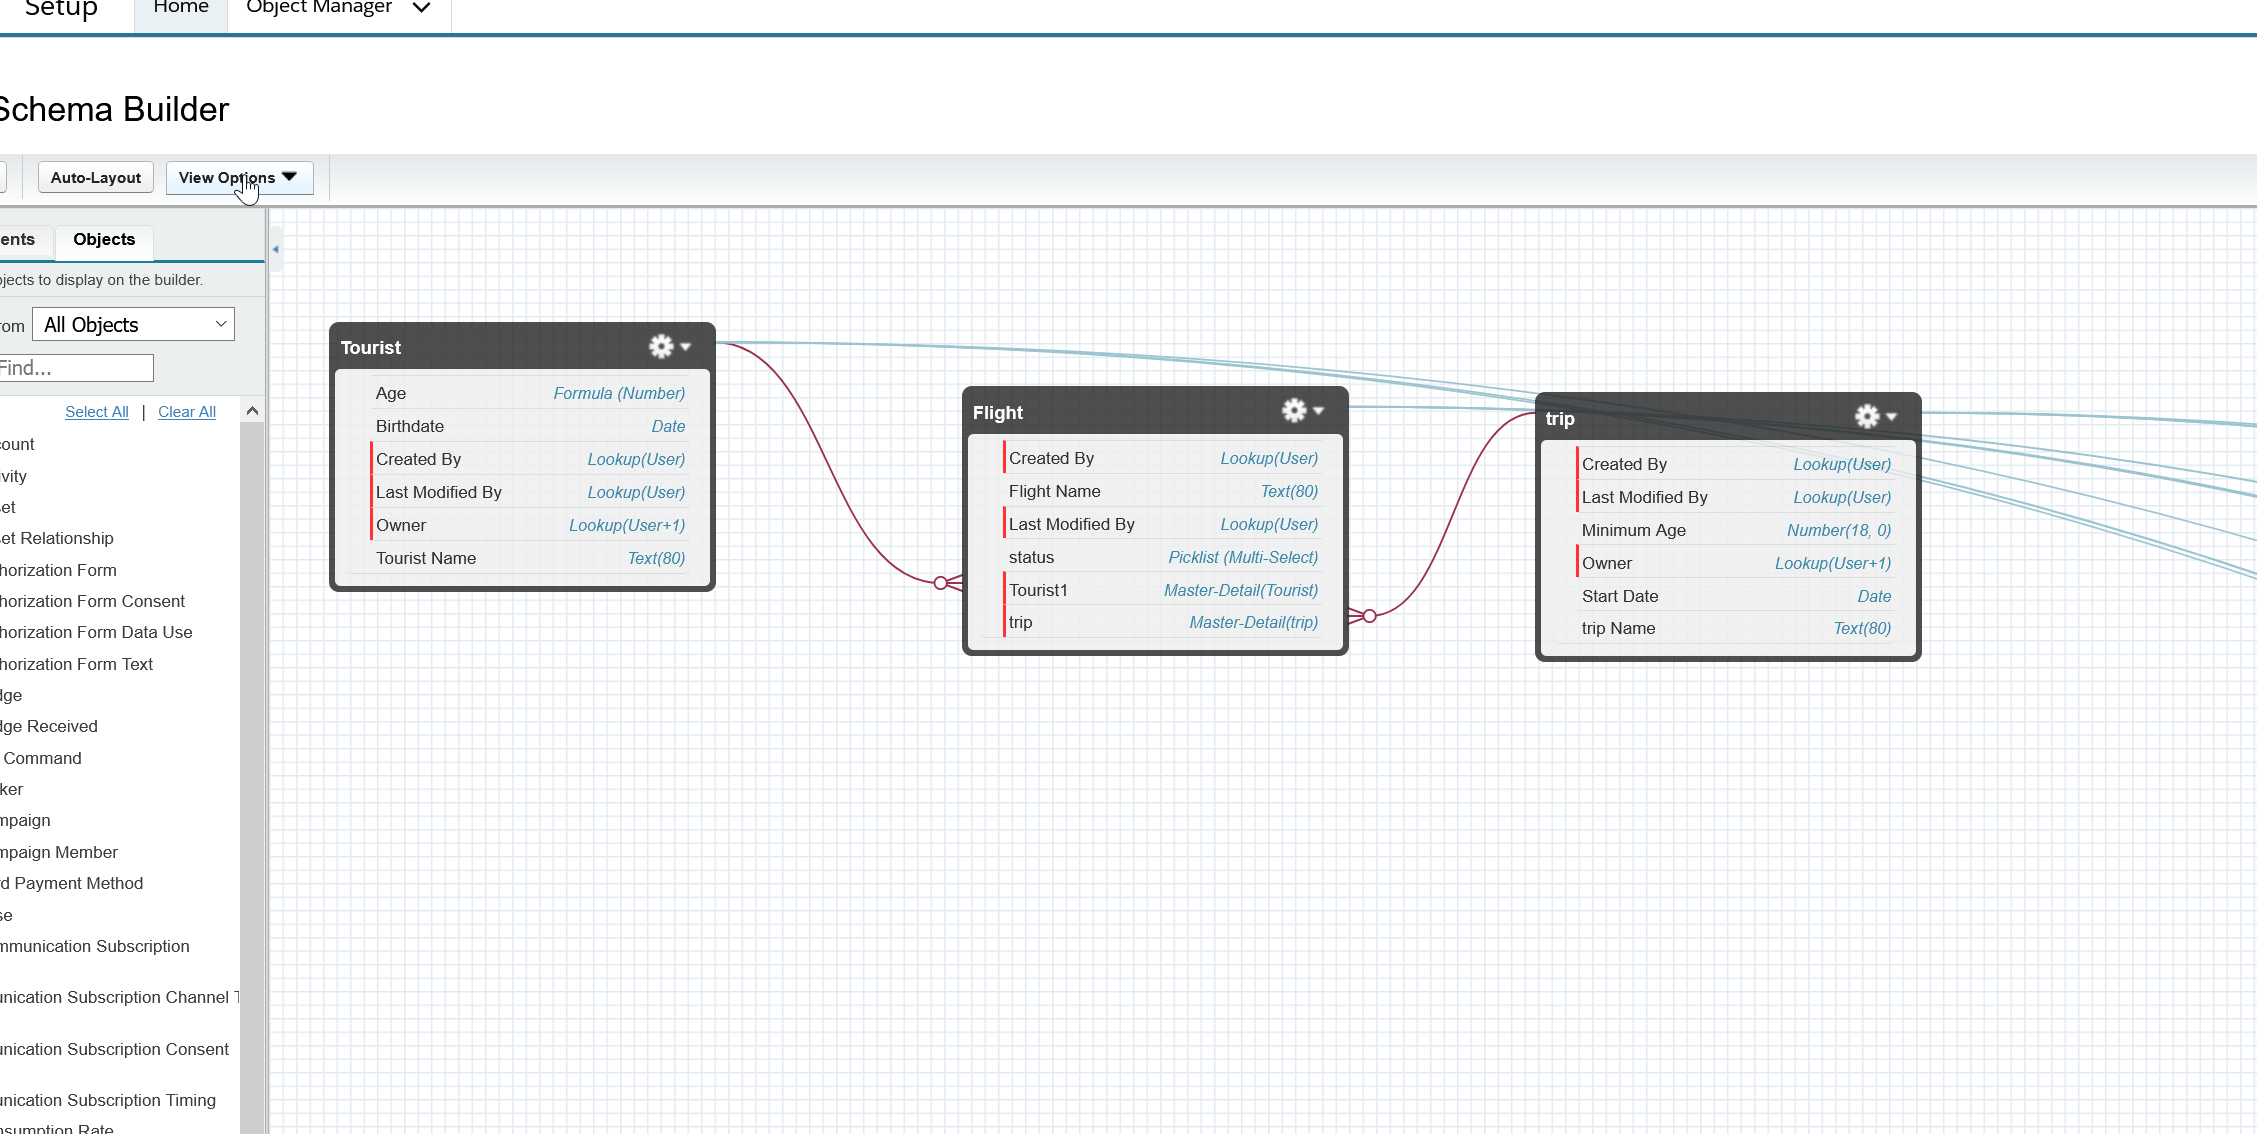 Setup
Home
Object Manager
Schema Builder
Auto-Layout
View Options
ents
Objects
jects to display on the builder.
om
All Objects
Find...
Select All | Clear All
count
ivity
et
et Relationship
horization Form
horization Form Consent
horization Form Data Use
horization Form Text
dge
dge Received
Command
ker
mpaign
mpaign Member
rd Payment Method
se
mmunication Subscription
unication Subscription Channel T
unication Subscription Consent
unication Subscription Timing
nsumption Rate
Tourist
Age Formula (Number)
Birthdate Date
Created By Lookup(User)
Last Modified By Lookup(User)
Owner Lookup(User+1)
Tourist Name Text(80)
Flight
Created By Lookup(User)
Flight Name Text(80)
Last Modified By Lookup(User)
status Picklist (Multi-Select)
Tourist1 Master-Detail(Tourist)
trip Master-Detail(trip)
trip
Created By Lookup(User)
Last Modified By Lookup(User)
Minimum Age Number(18, 0)
Owner Lookup(User+1)
Start Date Date
trip Name Text(80)